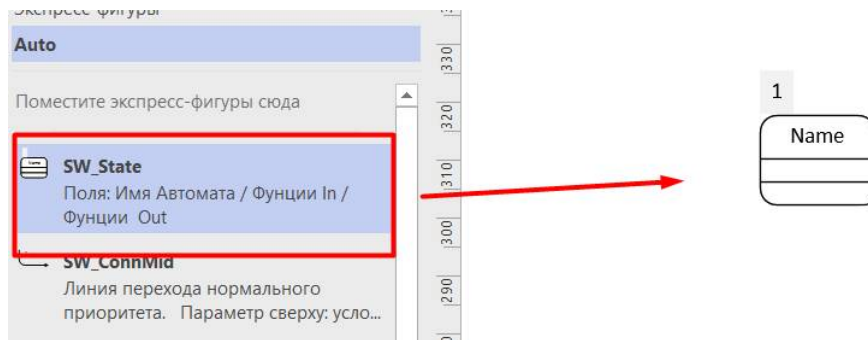 Экспресс-фигуры
Auto
Поместите экспресс-фигуры сюда
SW_State
Поля: Имя Автомата / Фунции In /
Фунции Out
SW_ConnMid
Линия перехода нормального
приоритета. Параметр сверху: усло...
330
320
310
300
290
1
Name